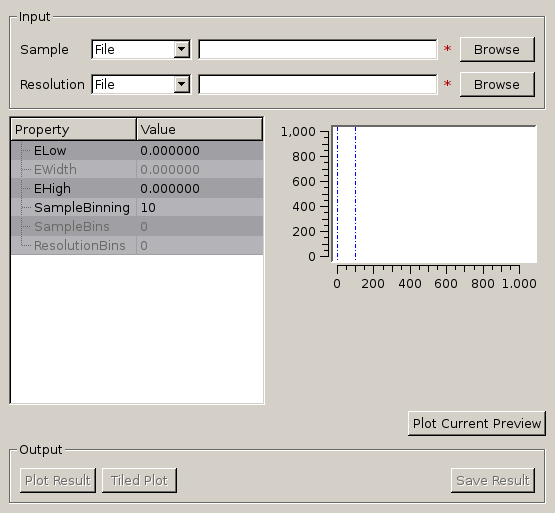 Input
Sample File * Browse
Resolution File * Browse
Property Value
ELow 0.000000
EWidth 0.000000
EHigh 0.000000
SampleBinning 10
SampleBins 0
ResolutionBins 0
1,000
800
600
400
200
0
0 200 400 600 800 1.000
Plot Current Preview
Output
Plot Result Tiled Plot Save Result